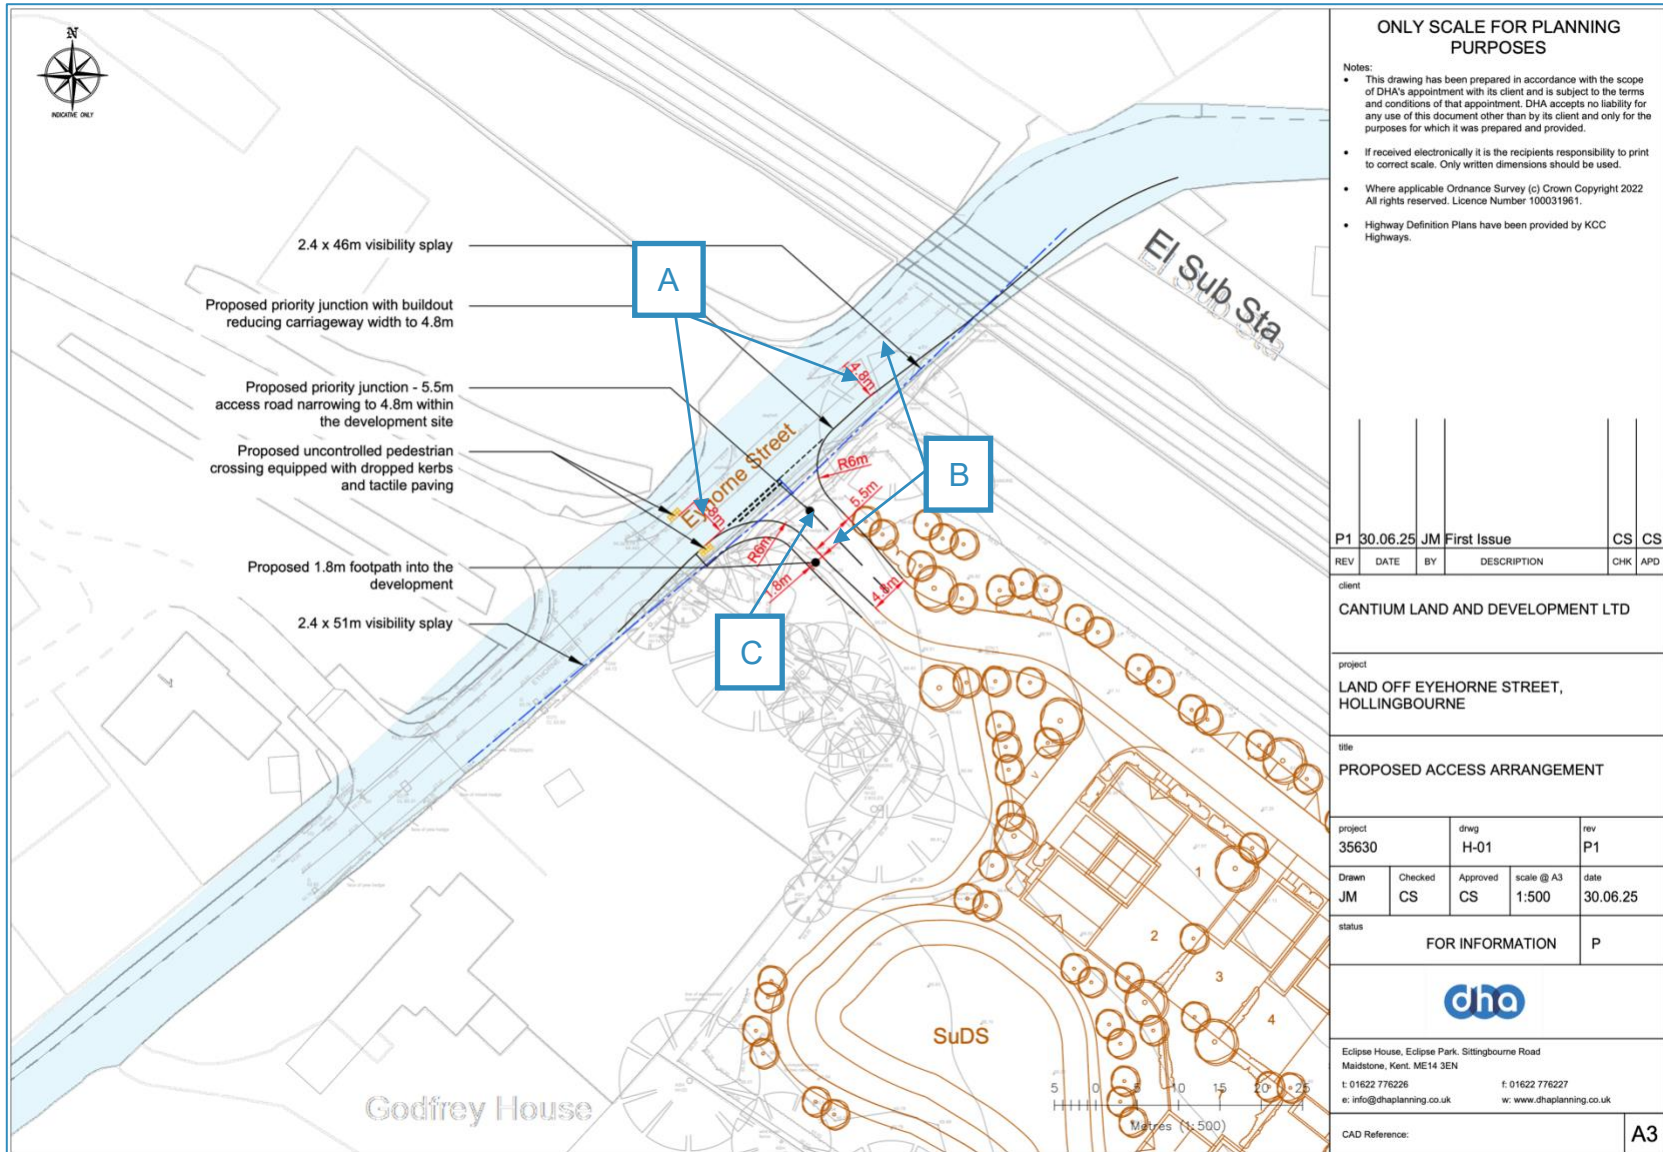 N
INDICATIVE ONLY
2.4 x 46m visibility splay
Proposed priority junction with buildout
reducing carriageway width to 4.8m
Proposed priority junction - 5.5m
access road narrowing to 4.8m within
the development site
Proposed uncontrolled pedestrian
crossing equipped with dropped kerbs
and tactile paving
Proposed 1.8m footpath into the
development
2.4 x 51m visibility splay
A
B
C
El Sub Sta
4.8m
Eyhorne Street
R6m
5.5m
R6m
1.8m
4.8m
1
2
3
4
7
SuDS
Godfrey House
5 0 5 10 15 20 25
Metres (1:500)
ONLY SCALE FOR PLANNING
PURPOSES
Notes:
• This drawing has been prepared in accordance with the scope
of DHA's appointment with its client and is subject to the terms
and conditions of that appointment. DHA accepts no liability for
any use of this document other than by its client and only for the
purposes for which it was prepared and provided.
• If received electronically it is the recipients responsibility to print
to correct scale. Only written dimensions should be used.
• Where applicable Ordnance Survey (c) Crown Copyright 2022
All rights reserved. Licence Number 100031961.
• Highway Definition Plans have been provided by KCC
Highways.
P1 30.06.25 JM First Issue CS CS
REV DATE BY DESCRIPTION CHK APD
client
CANTIUM LAND AND DEVELOPMENT LTD
project
LAND OFF EYEHORNE STREET,
HOLLINGBOURNE
title
PROPOSED ACCESS ARRANGEMENT
project drwg rev
35630 H-01 P1
Drawn Checked Approved scale @ A3 date
JM CS CS 1:500 30.06.25
status
FOR INFORMATION P
dha
Eclipse House, Eclipse Park, Sittingbourne Road
Maidstone, Kent. ME14 3EN
t: 01622 776226 f: 01622 776227
e: info@dhaplanning.co.uk w: www.dhaplanning.co.uk
CAD Reference: A3